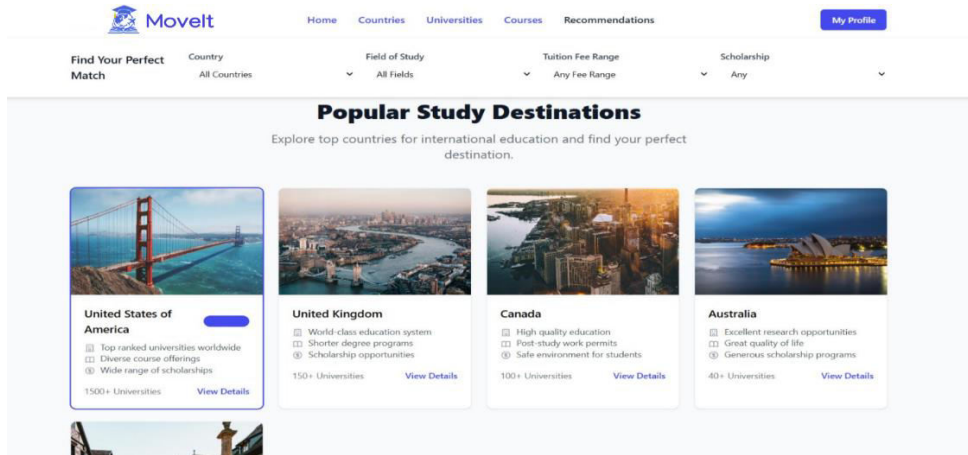 MoveIt
Home Countries Universities Courses Recommendations
My Profile
Find Your Perfect
Match
Country
All Countries
Field of Study
All Fields
Tuition Fee Range
Any Fee Range
Scholarship
Any
Popular Study Destinations
Explore top countries for international education and find your perfect
destination.
United States of
America
Top ranked universities worldwide
Diverse course offerings
Wide range of scholarships
1500+ Universities View Details
United Kingdom
World-class education system
Shorter degree programs
Scholarship opportunities
150+ Universities View Details
Canada
High quality education
Post-study work permits
Safe environment for students
100+ Universities View Details
Australia
Excellent research opportunities
Great quality of life
Generous scholarship programs
40+ Universities View Details